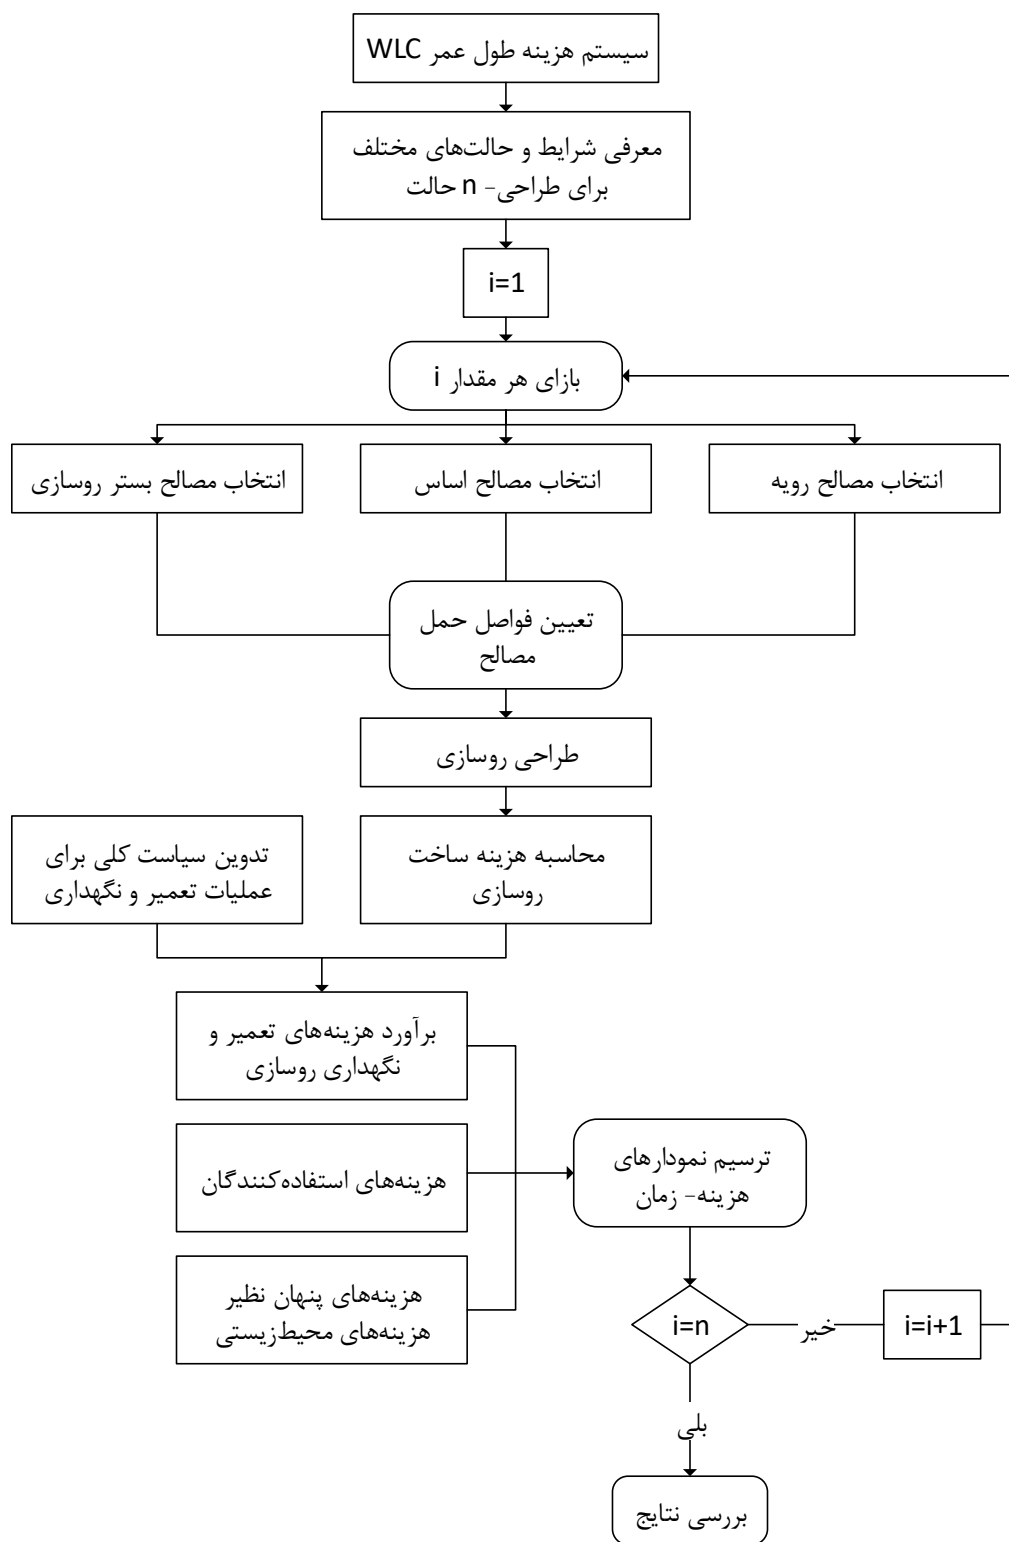 سیستم هزینه طول عمر WLC
معرفی شرایط و حالت‌های مختلف
برای طراحی- n حالت
i=1
بازای هر مقدار i
انتخاب مصالح رویه
انتخاب مصالح اساس
انتخاب مصالح بستر روسازی
تعیین فواصل حمل
مصالح
طراحی روسازی
محاسبه هزینه ساخت
روسازی
تدوین سیاست کلی برای
عملیات تعمیر و نگهداری
برآورد هزینه‌های تعمیر و
نگهداری روسازی
هزینه‌های استفاده‌کنندگان
هزینه‌های پنهان نظیر
هزینه‌های محیط‌زیستی
ترسیم نمودارهای
هزینه- زمان
i=n
خیر
i=i+1
بلی
بررسی نتایج